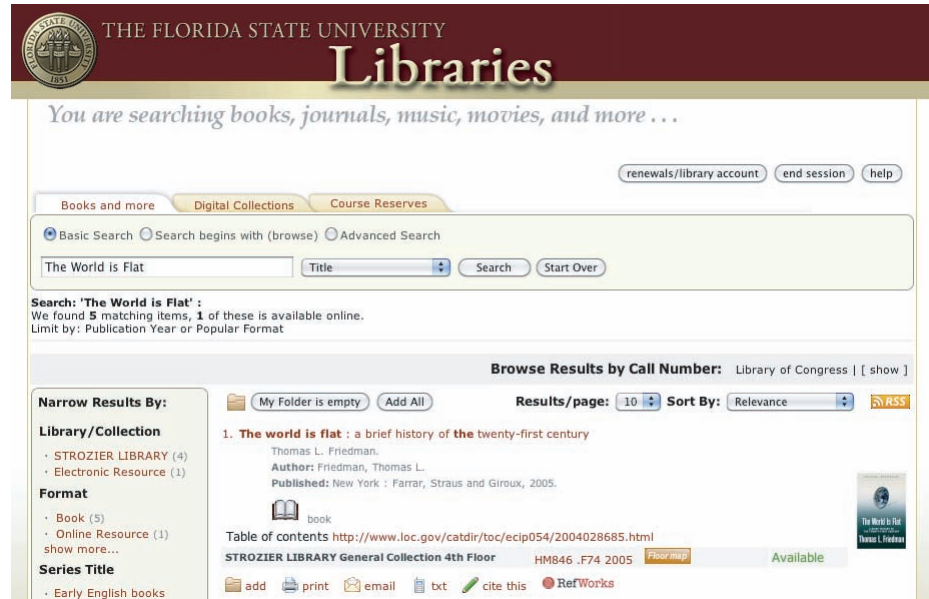 FLORIDA STATE UNIVERSITY
1851
THE FLORIDA STATE UNIVERSITY
Libraries
You are searching books, journals, music, movies, and more . . .
renewals/library account end session help
Books and more Digital Collections Course Reserves
Basic Search Search begins with (browse) Advanced Search
The World is Flat Title Search Start Over
Search: 'The World is Flat' :
We found 5 matching items, 1 of these is available online.
Limit by: Publication Year or Popular Format
Browse Results by Call Number: Library of Congress | [ show ]
Narrow Results By:
Library/Collection
· STROZIER LIBRARY (4)
· Electronic Resource (1)
Format
· Book (5)
· Online Resource (1)
show more...
Series Title
· Early English books
My Folder is empty Add All Results/page: 10 Sort By: Relevance RSS
1. The world is flat : a brief history of the twenty-first century
Thomas L. Friedman.
Author: Friedman, Thomas L.
Published: New York : Farrar, Straus and Giroux, 2005.
book
The World Is Flat
Thomas L. Friedman
Table of contents http://www.loc.gov/catdir/toc/ecip054/2004028685.html
STROZIER LIBRARY General Collection 4th Floor HM846 .F74 2005 Floor map Available
add print email txt cite this RefWorks